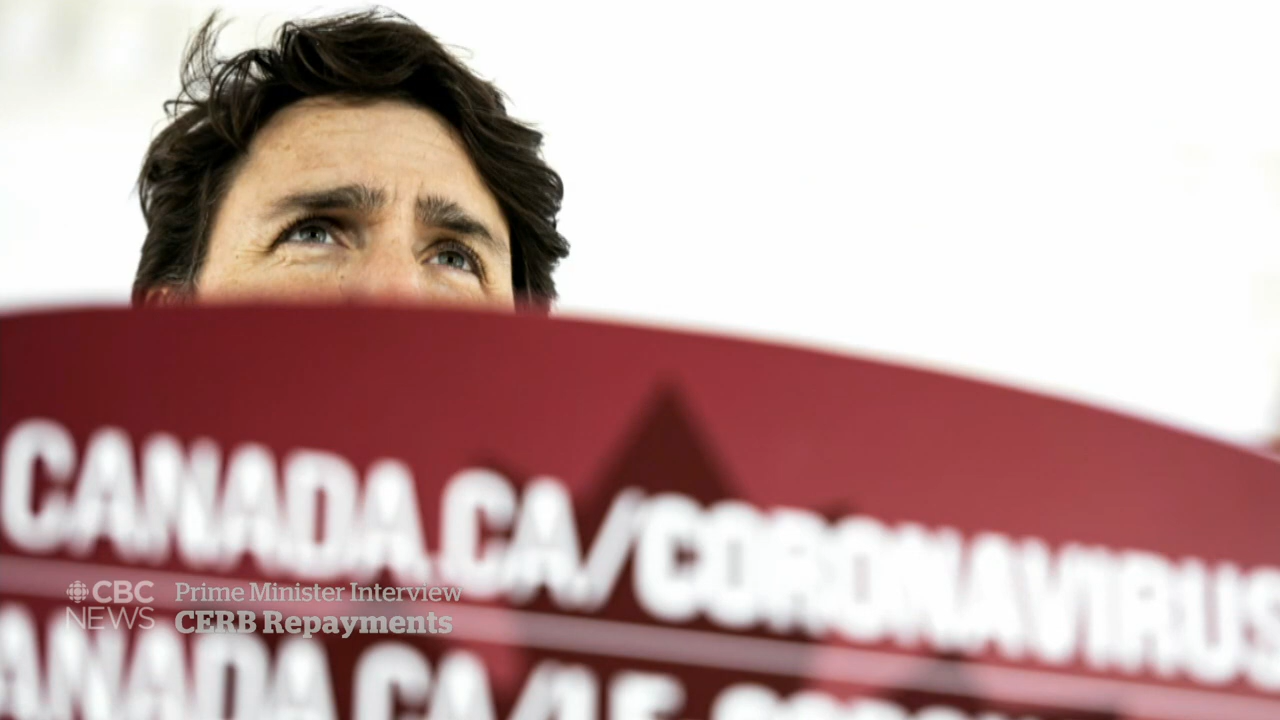 CANADA.CA/CORONAVIRUS
CBC
NEWS
Prime Minister Interview
CERB Repayments